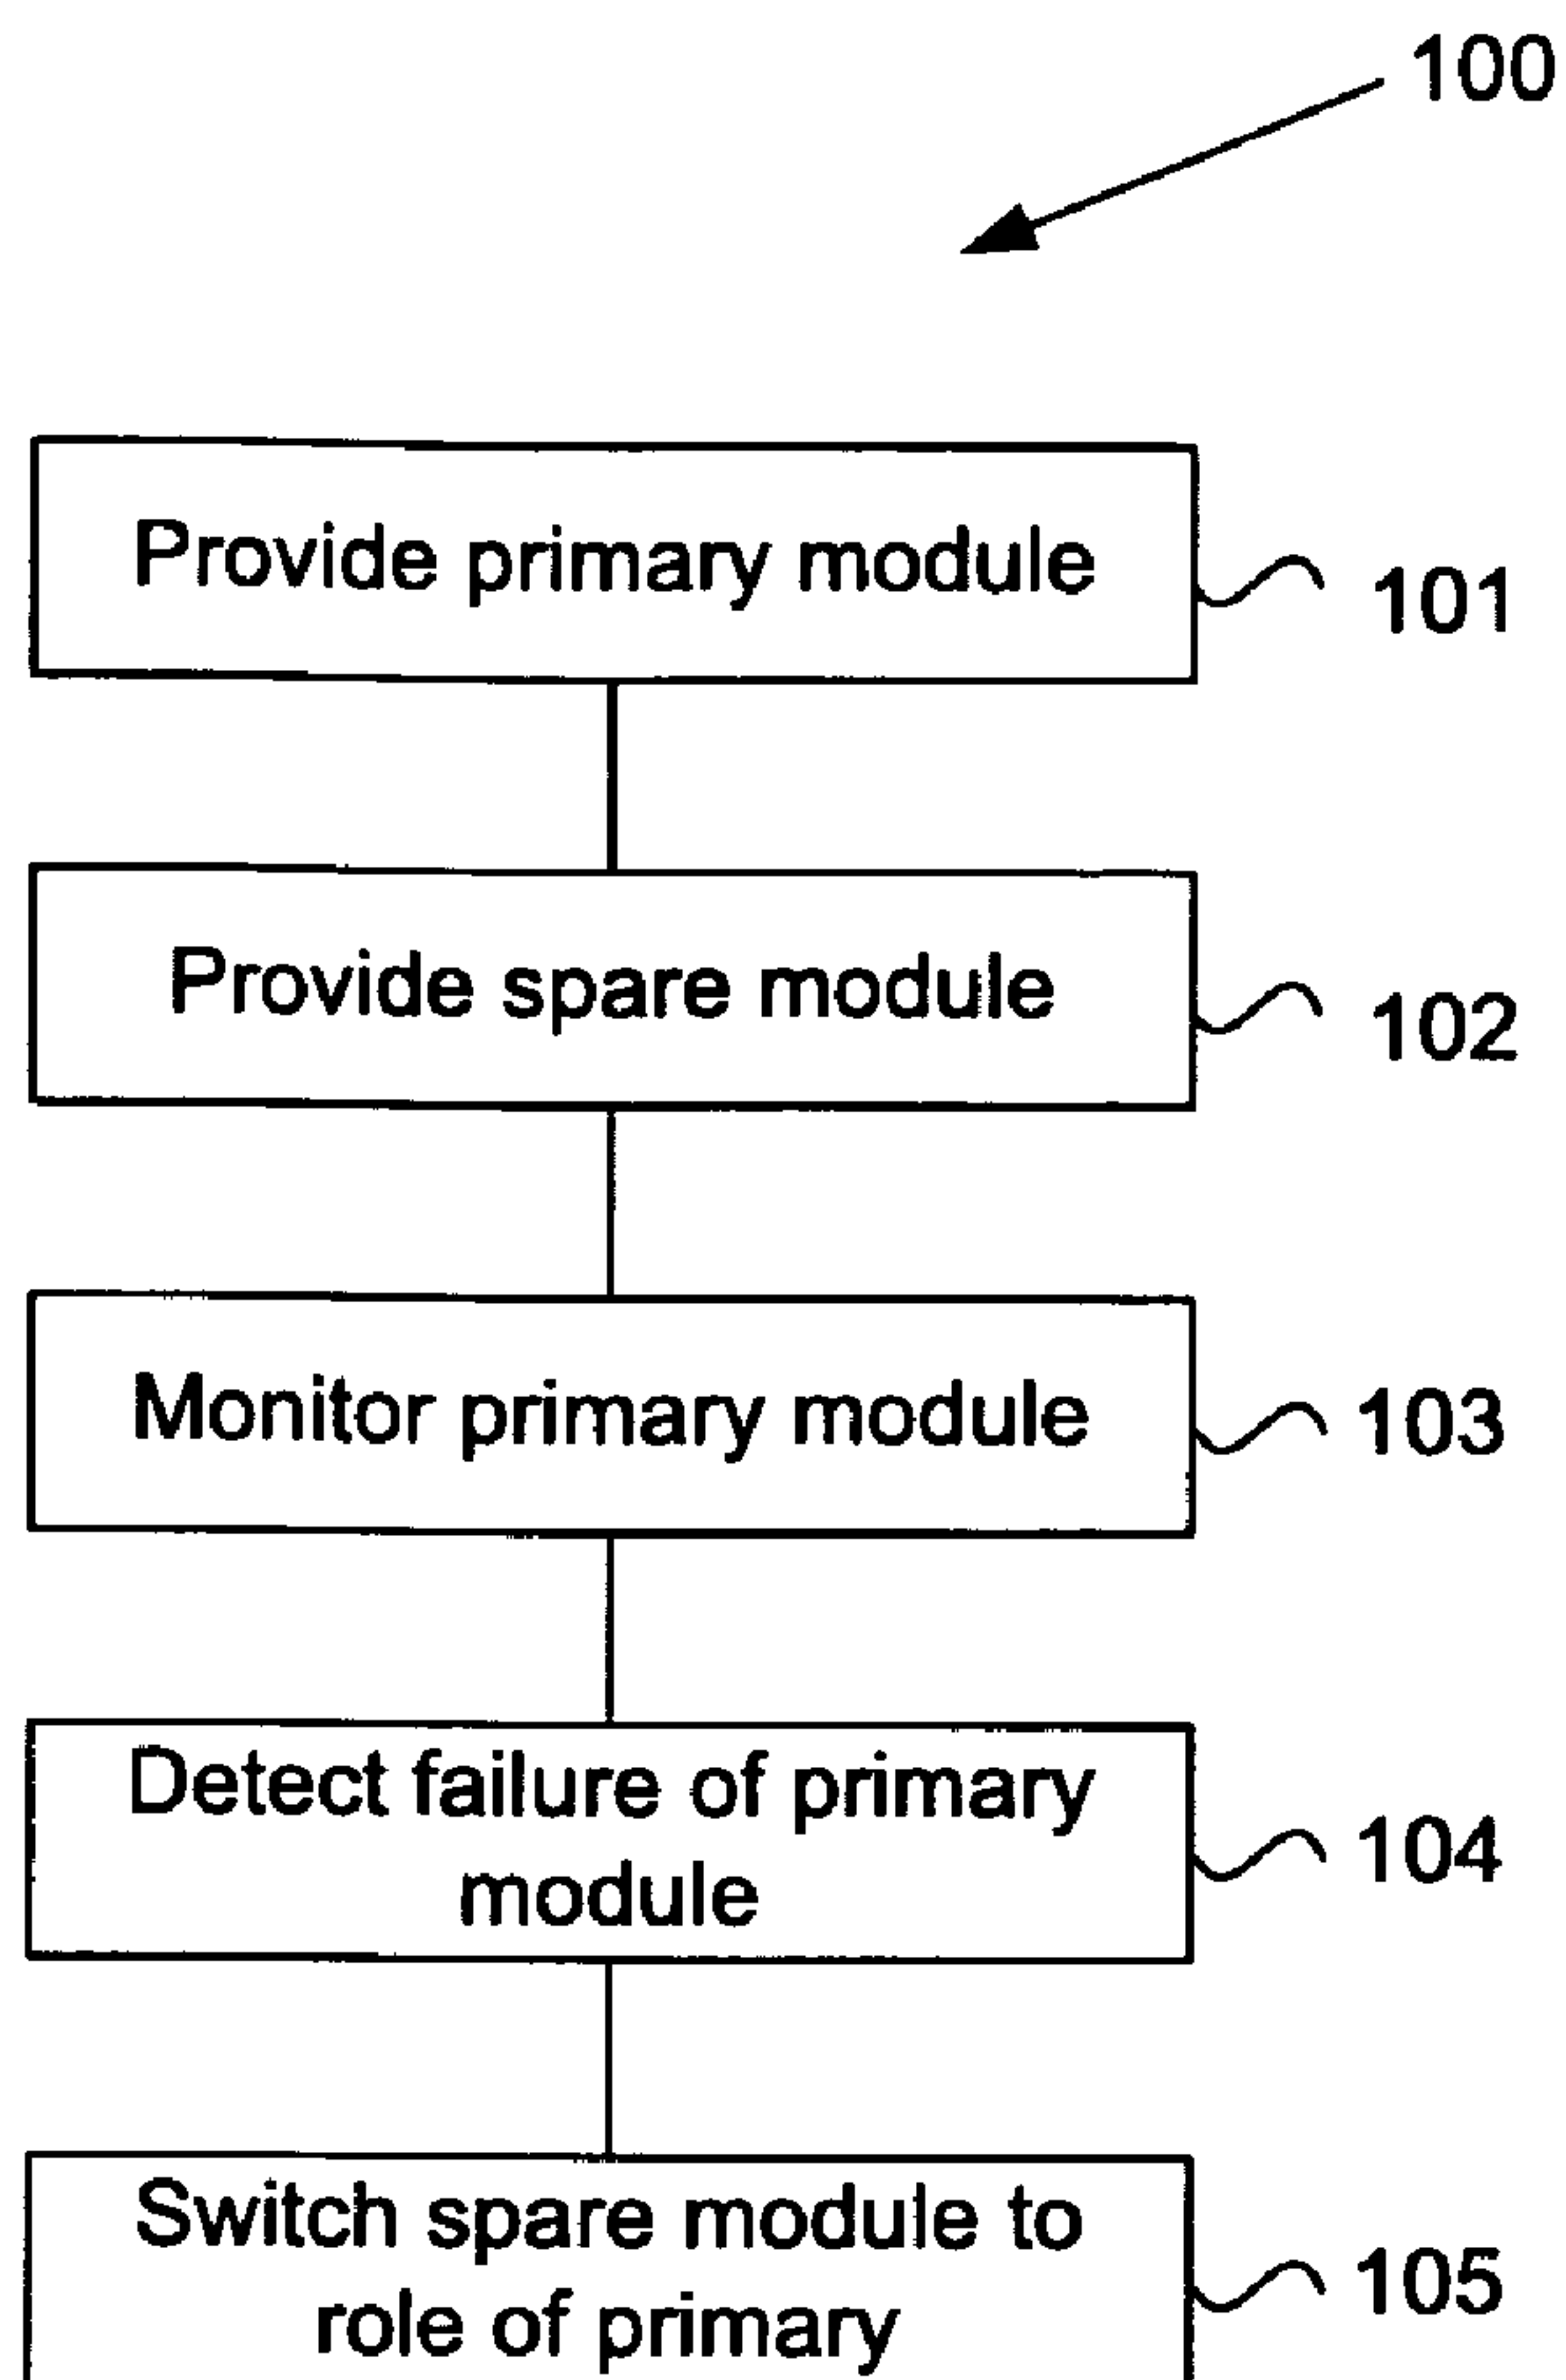 100
Provide primary module
101
Provide spare module
102
Monitor primary module
103
Detect failure of primary
module
104
Switch spare module to
role of primary
105